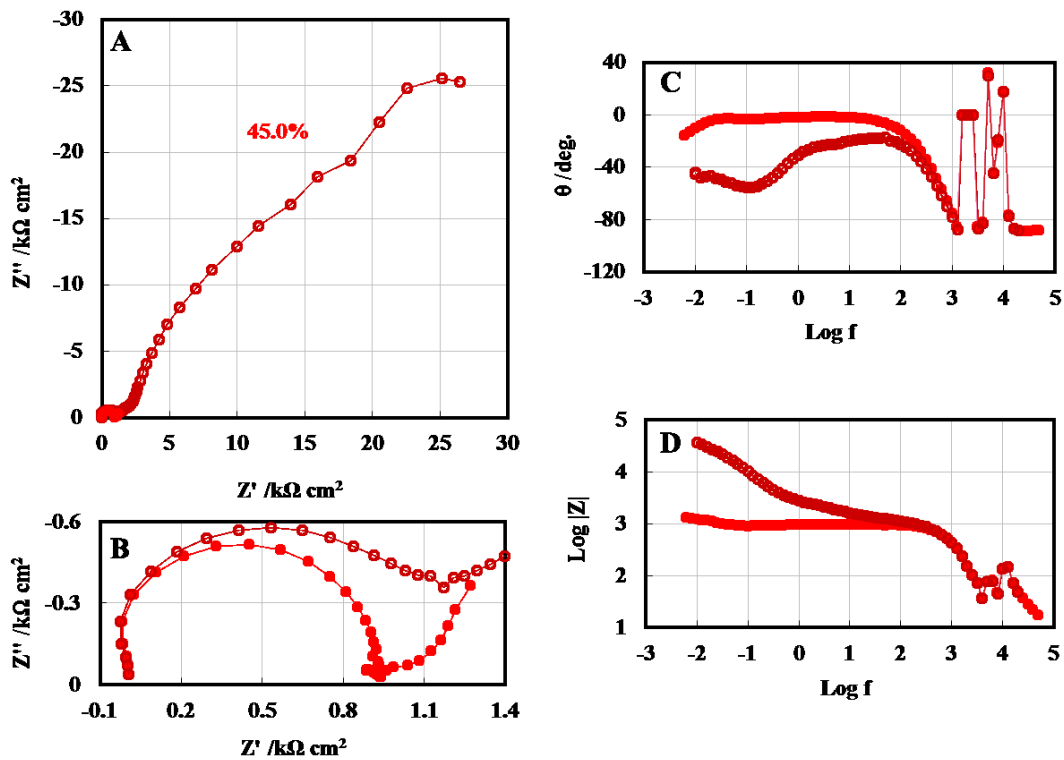 A
45.0%
-30
-25
-20
-15
-10
-5
0
0 5 10 15 20 25 30
Z'' /kΩ cm²
Z' /kΩ cm²
B
-0.6
-0.3
0
-0.1 0.2 0.5 0.8 1.1 1.4
Z'' /kΩ cm²
Z' /kΩ cm²
C
40
0
-40
-80
-120
-3 -2 -1 0 1 2 3 4 5
θ /deg.
Log f
D
5
4
3
2
1
-3 -2 -1 0 1 2 3 4 5
Log |Z|
Log f